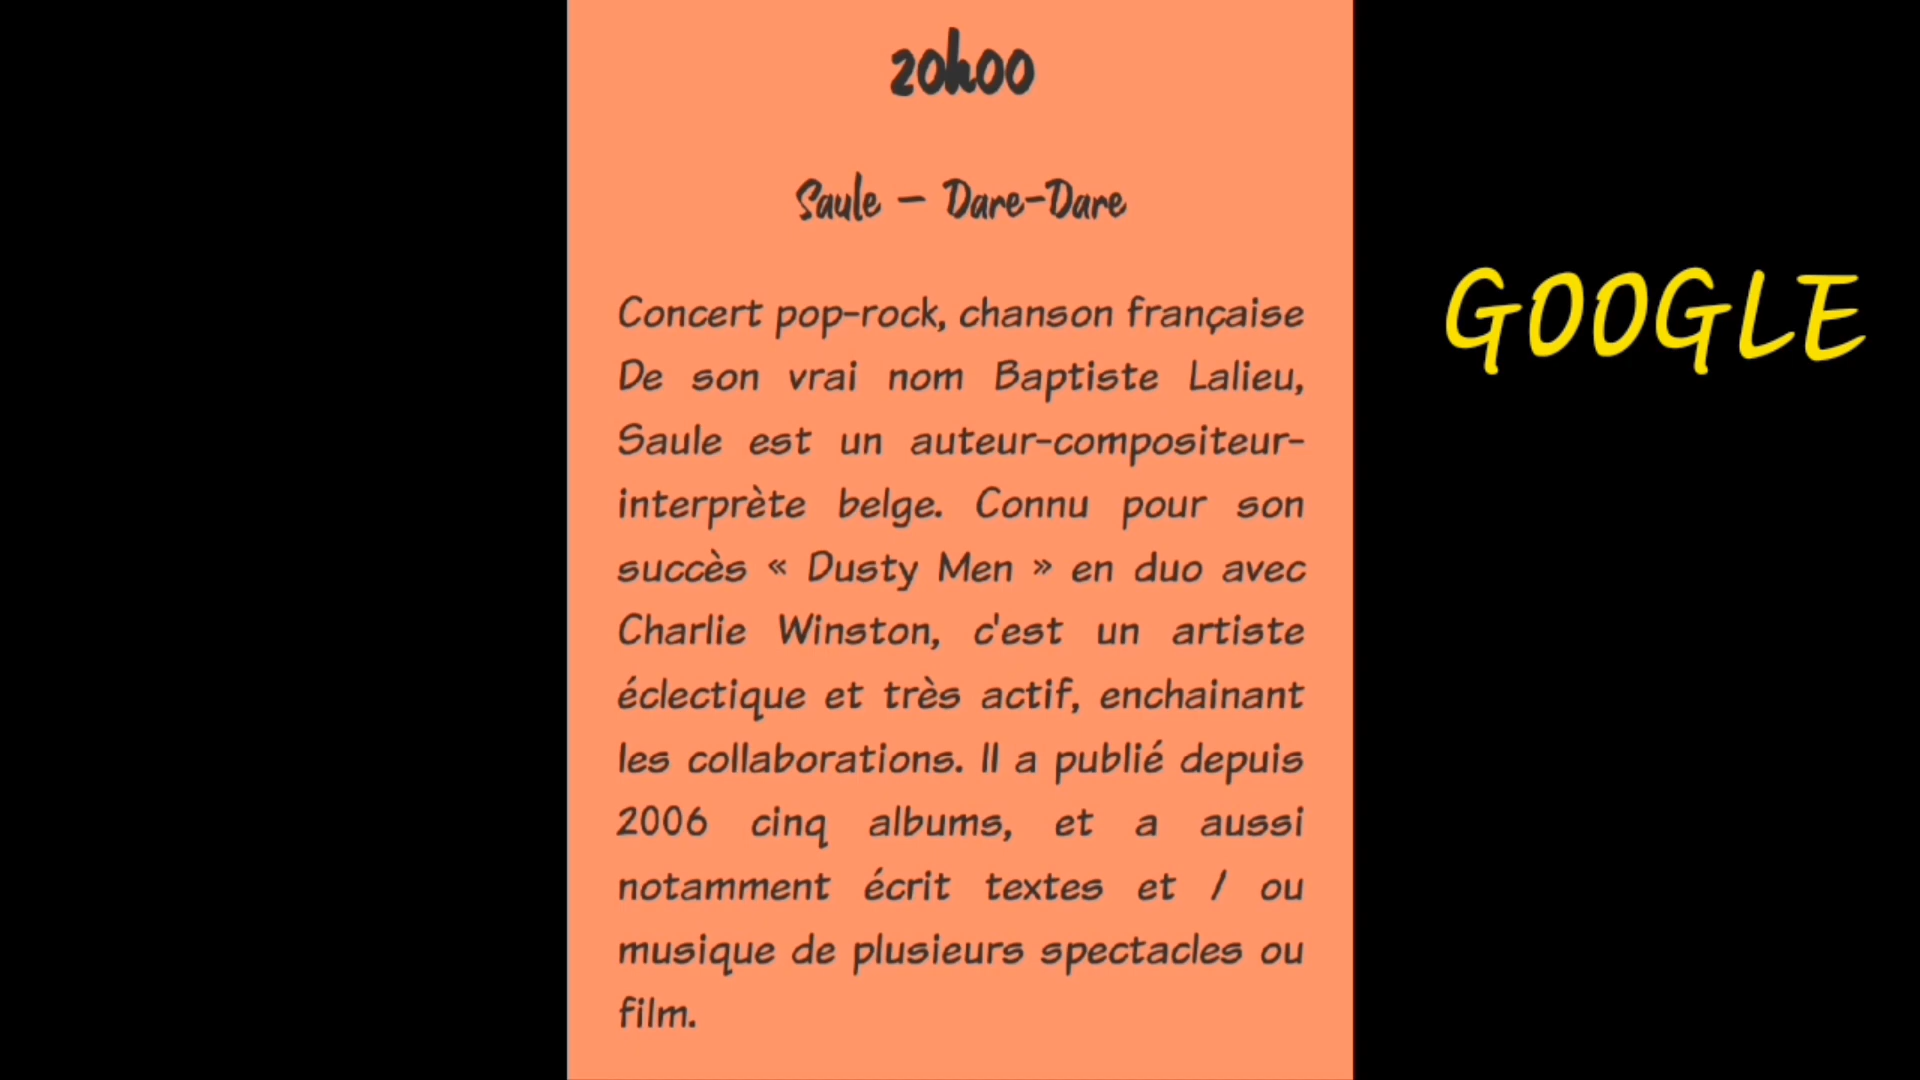 20h00
Saule – Dare-Dare
GOOGLE
Concert pop-rock, chanson française
De son vrai nom Baptiste Lalieu,
Saule est un auteur-compositeur-
interprète belge. Connu pour son
succès « Dusty Men » en duo avec
Charlie Winston, c'est un artiste
éclectique et très actif, enchainant
les collaborations. Il a publié depuis
2006 cinq albums, et a aussi
notamment écrit textes et / ou
musique de plusieurs spectacles ou
film.